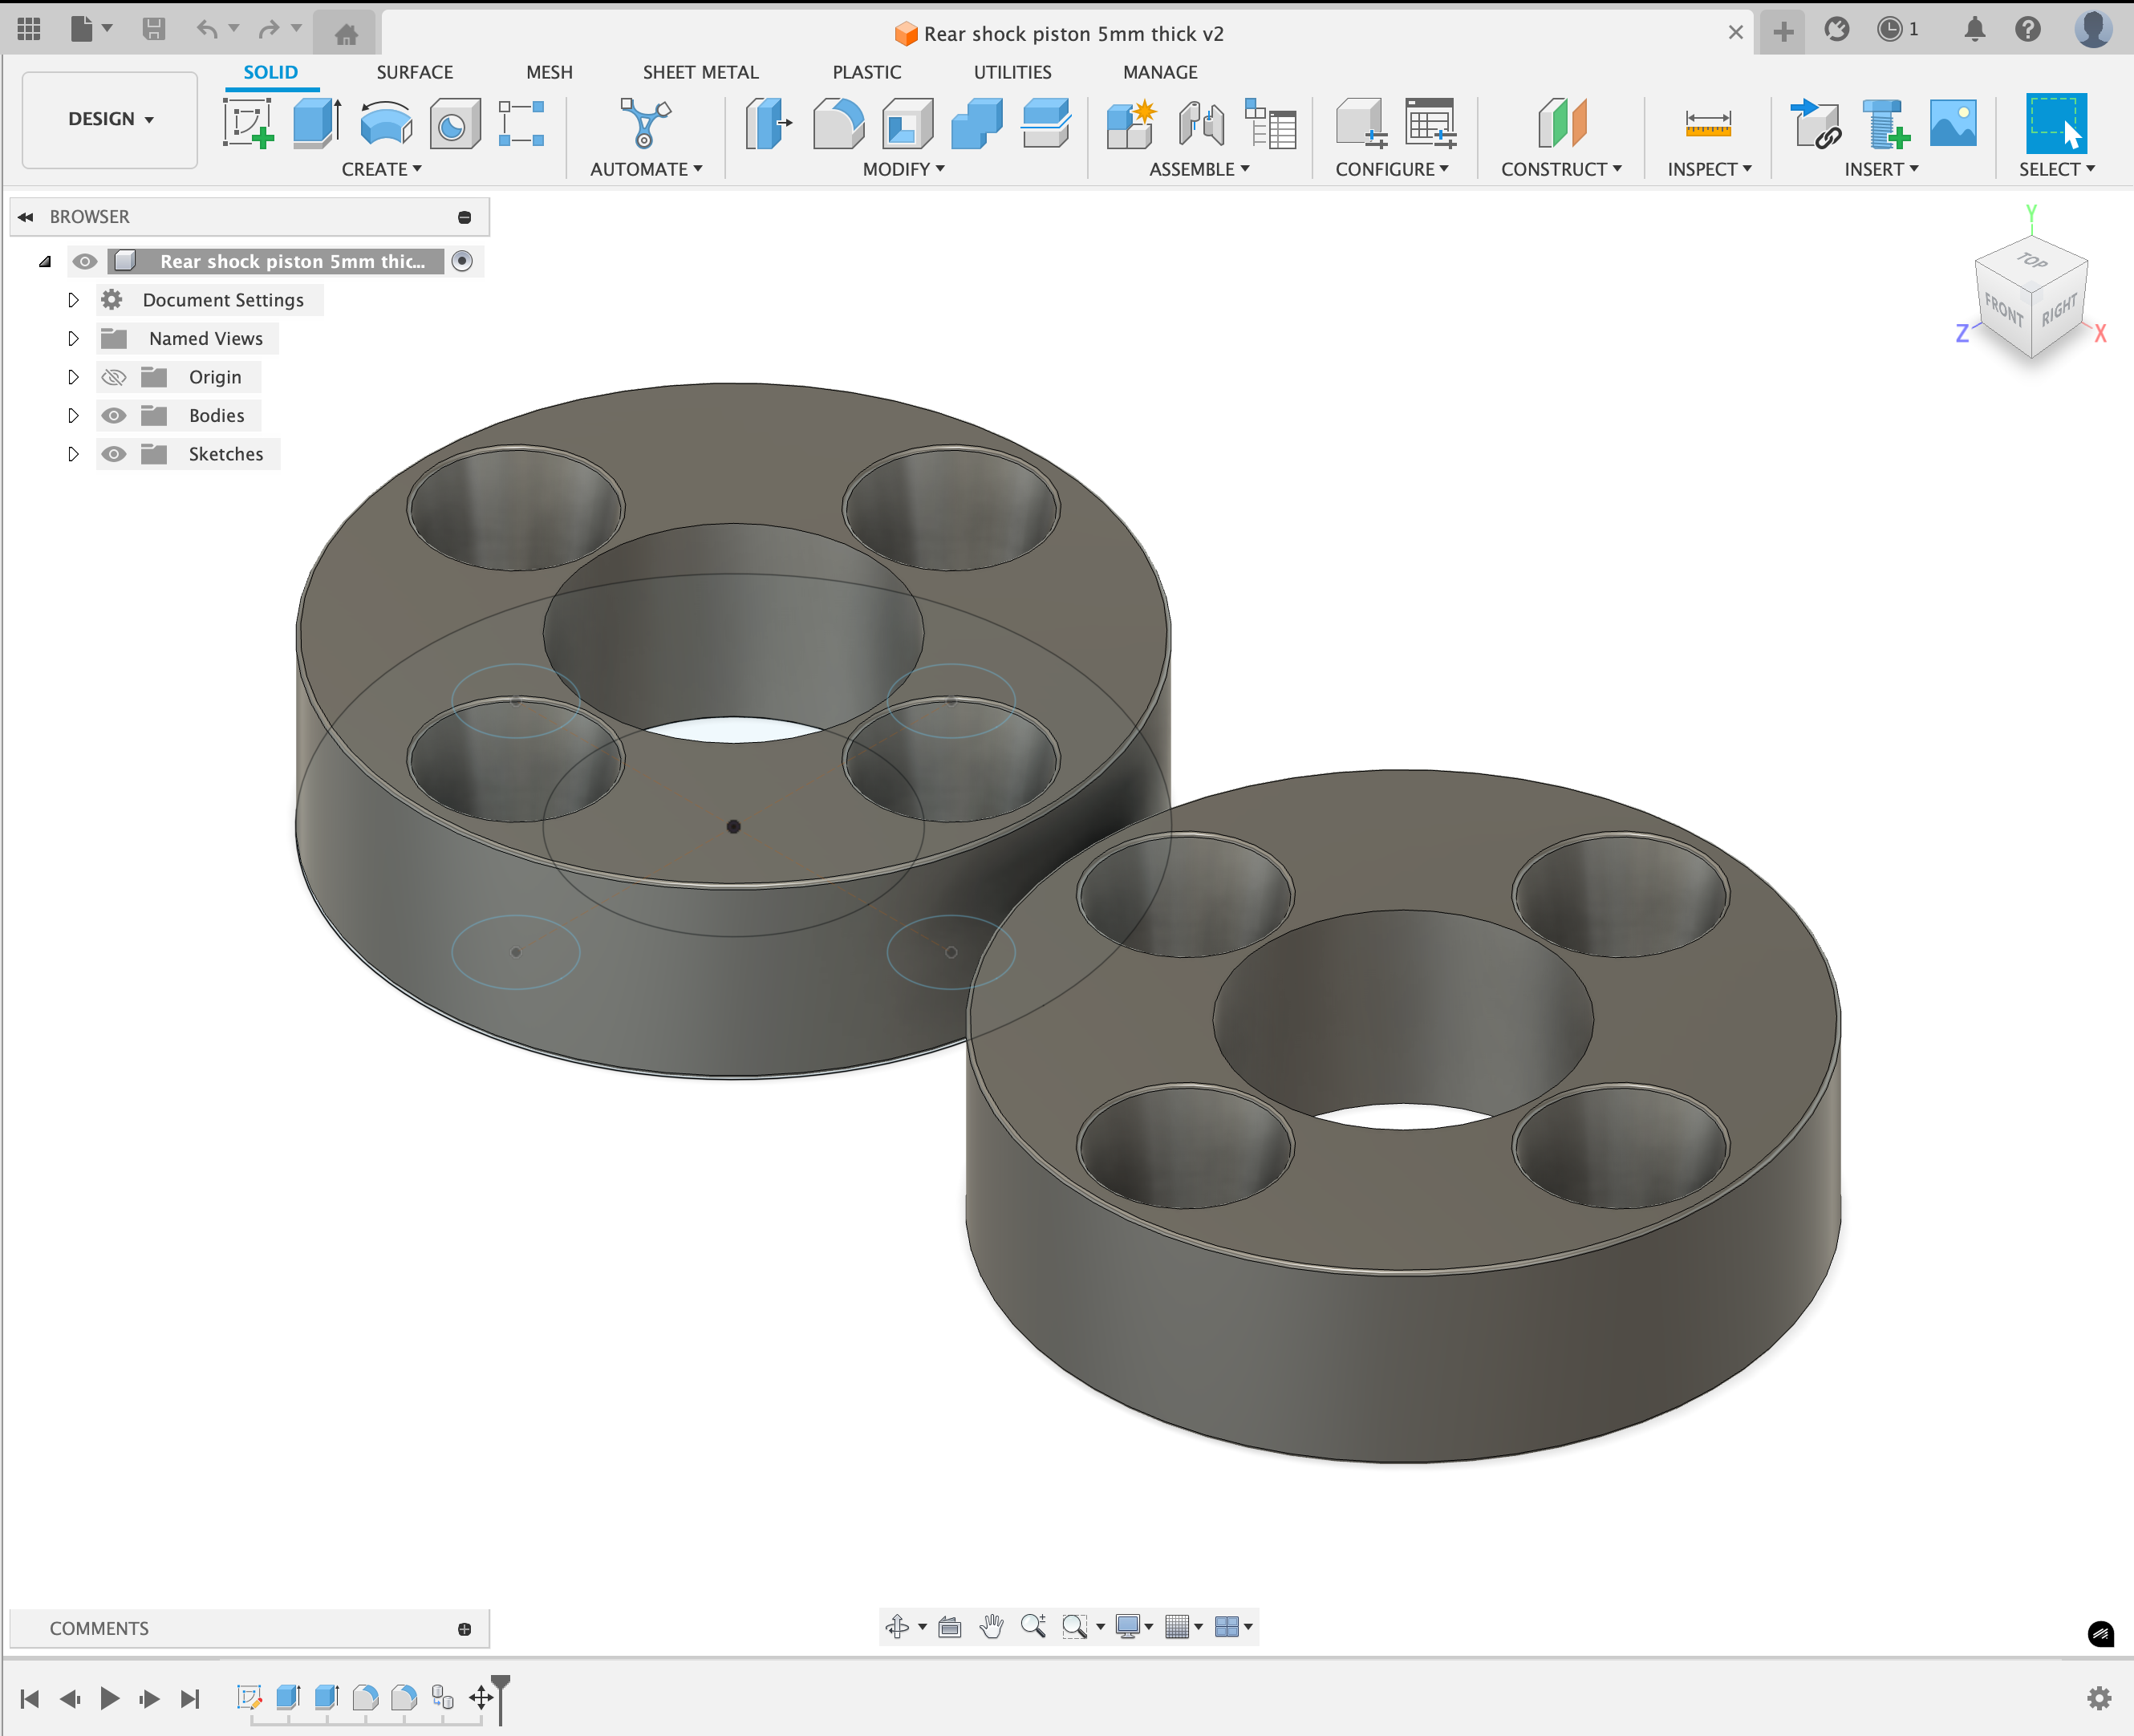 Rear shock piston 5mm thick v2
1
DESIGN
SOLID SURFACE MESH SHEET METAL PLASTIC UTILITIES MANAGE
CREATE AUTOMATE MODIFY ASSEMBLE CONFIGURE CONSTRUCT INSPECT INSERT SELECT
BROWSER
Rear shock piston 5mm thic...
Document Settings
Named Views
Origin
Bodies
Sketches
Y
TOP
FRONT RIGHT
Z X
COMMENTS